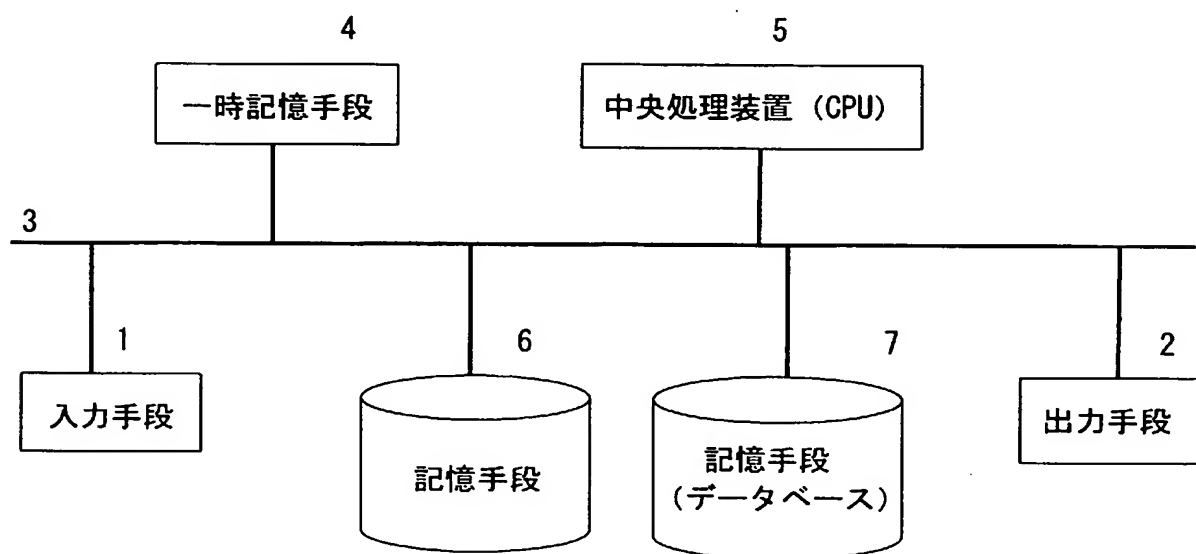 4
5
一時記憶手段
中央処理装置 (CPU)
3
1
6
7
2
入力手段
記憶手段
記憶手段
(データベース)
出力手段